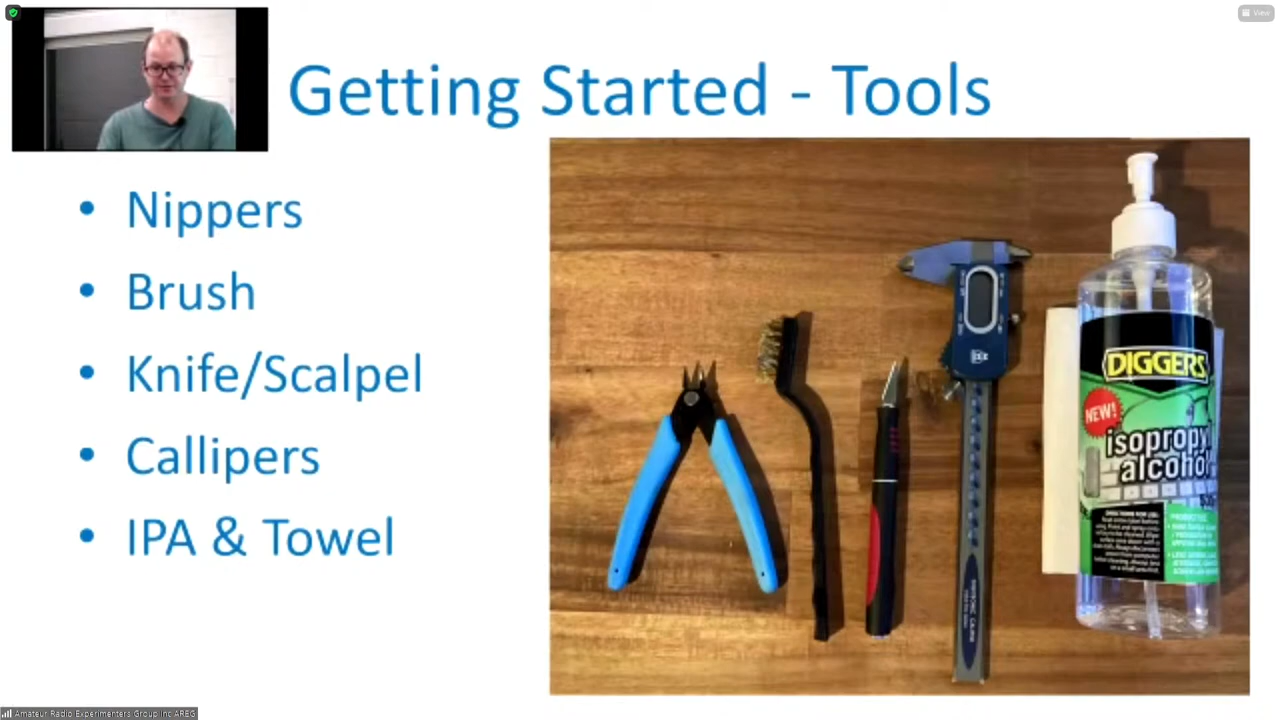 View
Getting Started - Tools
• Nippers
• Brush
• Knife/Scalpel
• Callipers
• IPA & Towel
DIGGERS
NEW!
isopropyl
alcohol
Amateur Radio Experimenters Group Inc AREG